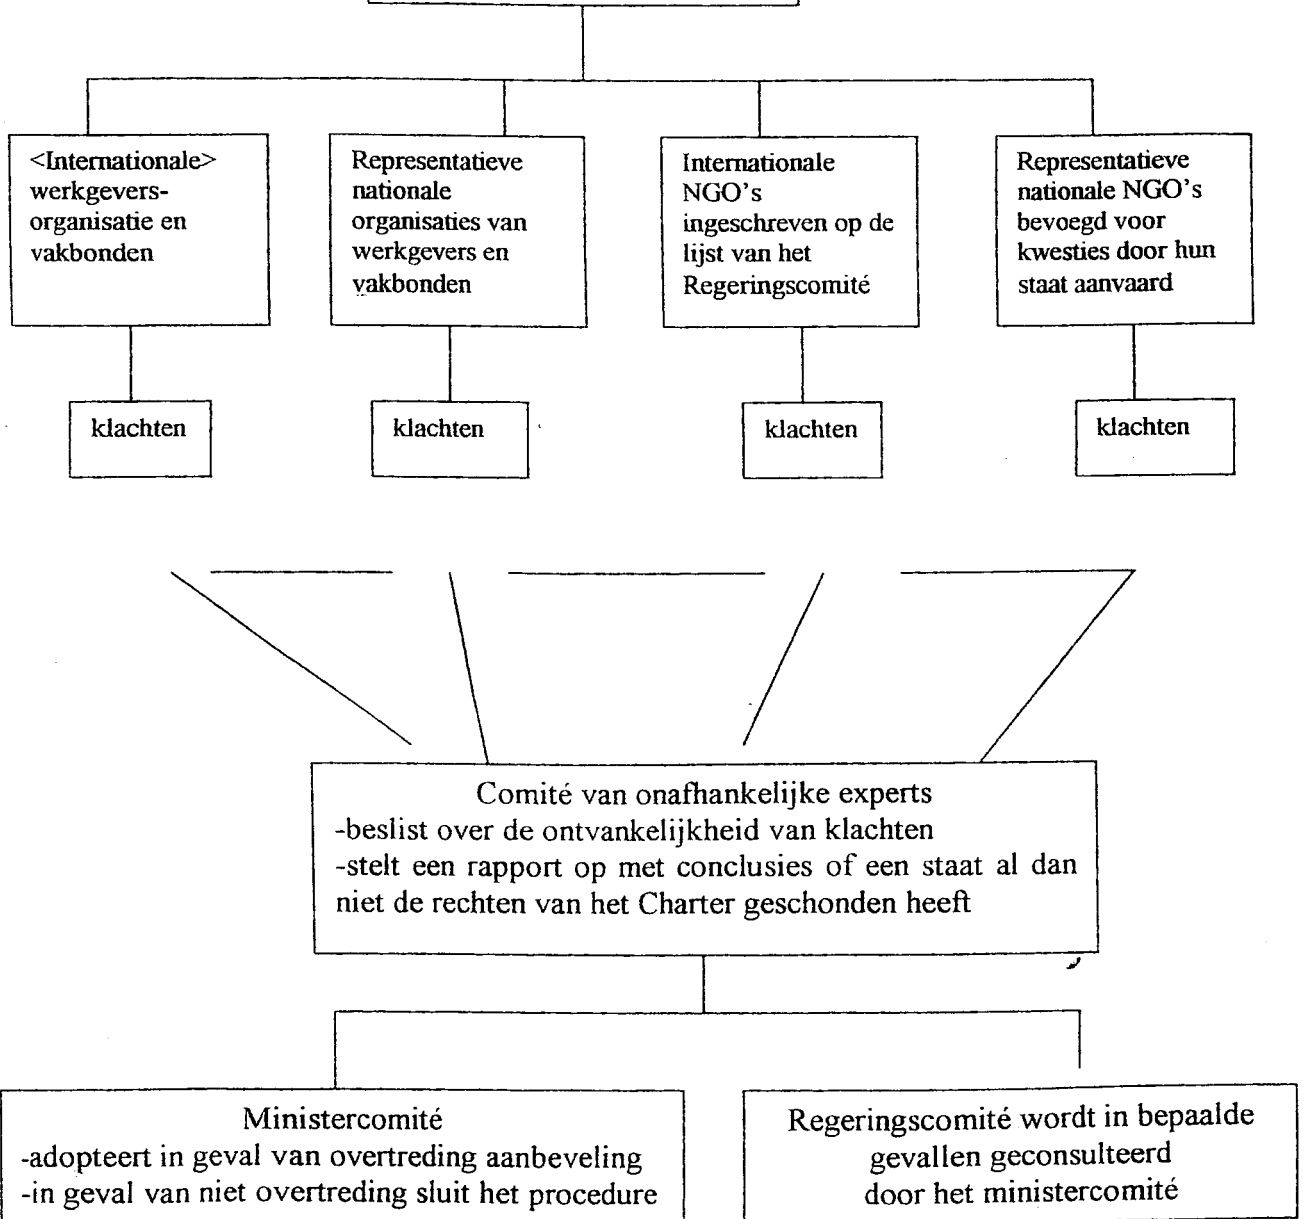 <Internationale>
werkgevers-
organisatie en
vakbonden
Representatieve
nationale
organisaties van
werkgevers en
vakbonden
Internationale
NGO's
ingeschreven op de
lijst van het
Regeringscomité
Representatieve
nationale NGO's
bevoegd voor
kwesties door hun
staat aanvaard
klachten
klachten
klachten
klachten
Comité van onafhankelijke experts
-beslist over de ontvankelijkheid van klachten
-stelt een rapport op met conclusies of een staat al dan
niet de rechten van het Charter geschonden heeft
Ministercomité
-adopteert in geval van overtreding aanbeveling
-in geval van niet overtreding sluit het procedure
Regeringscomité wordt in bepaalde
gevallen geconsulteerd
door het ministercomité